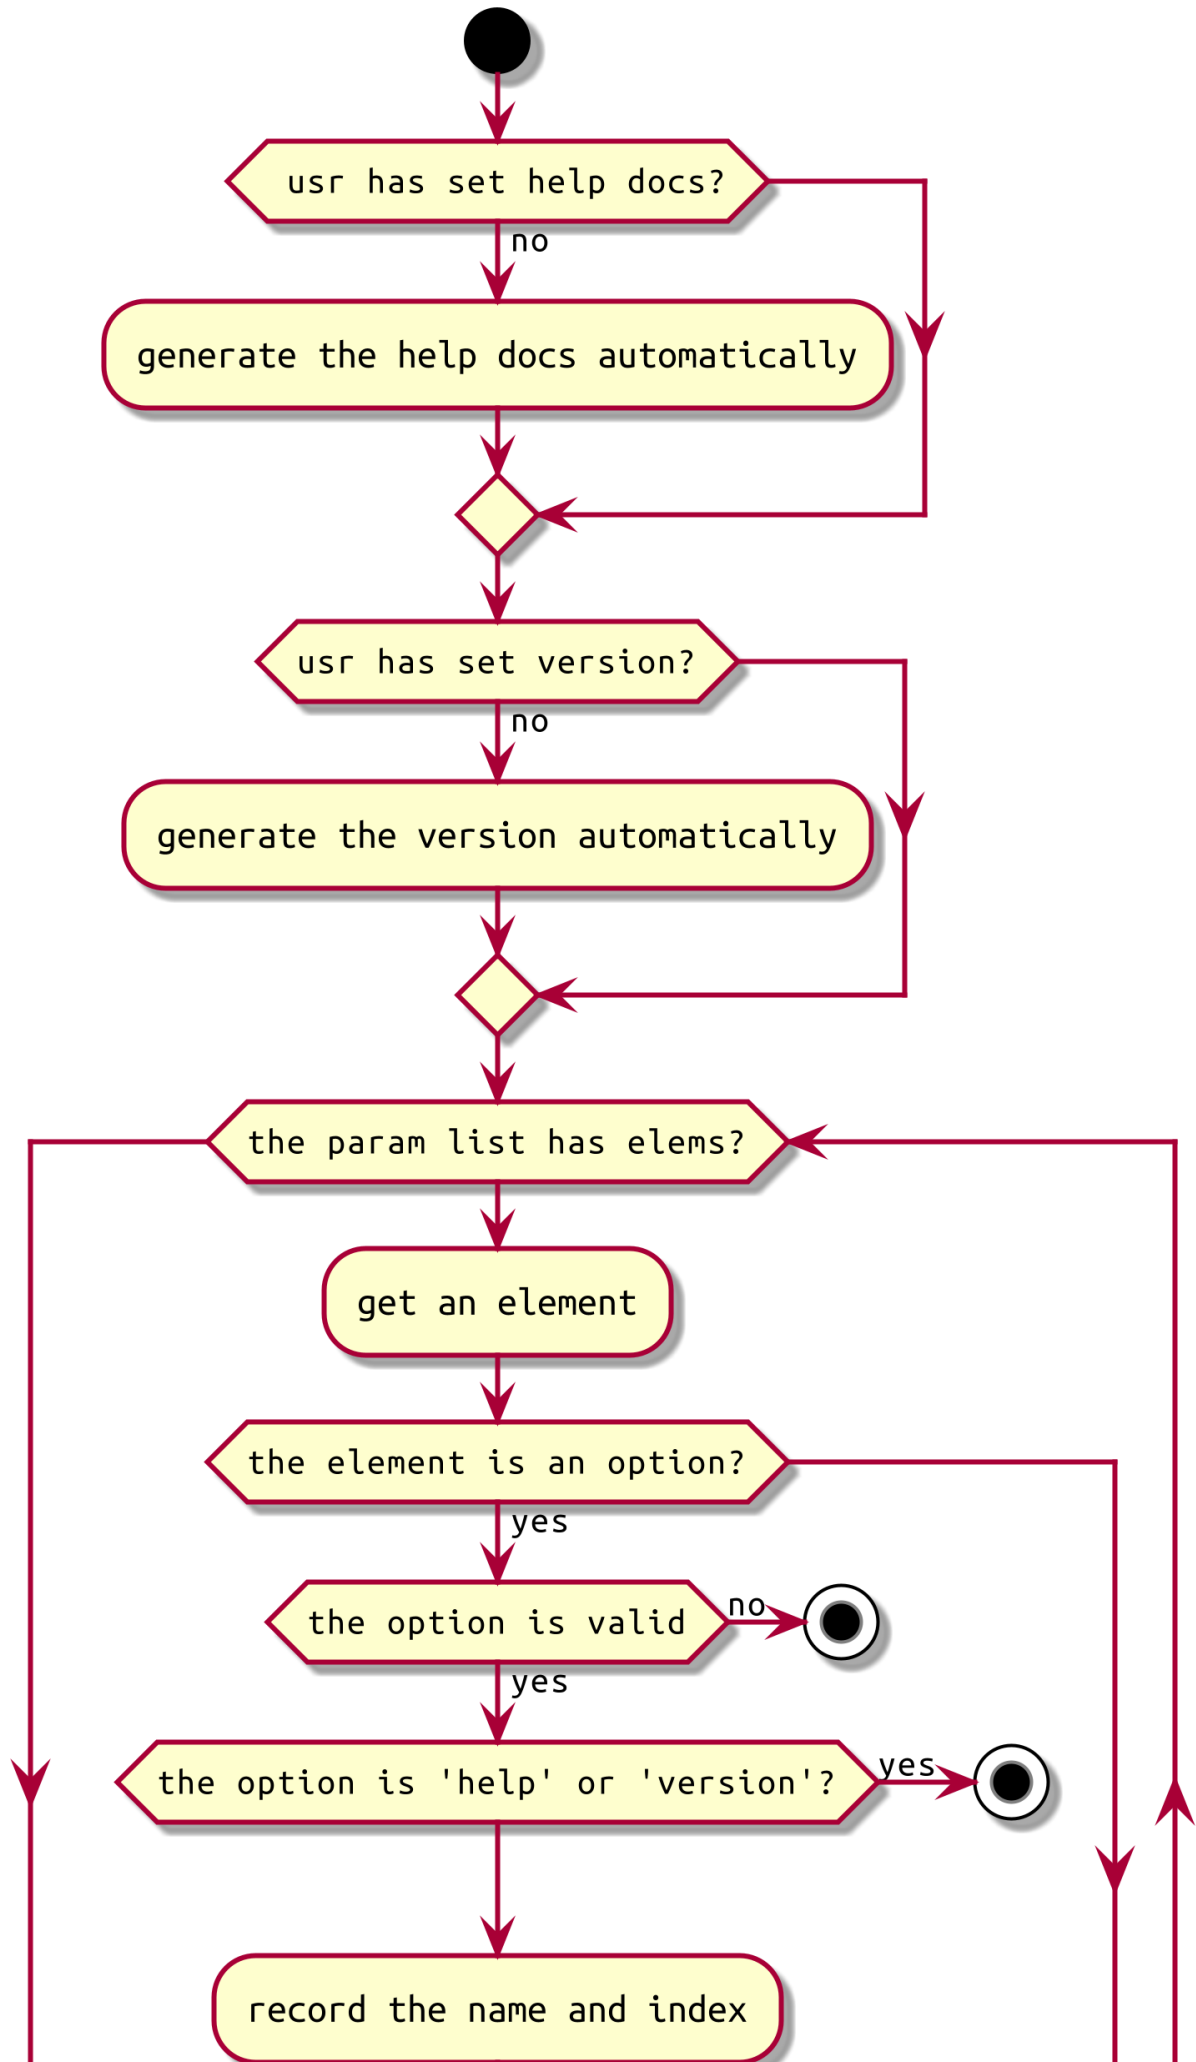 usr has set help docs?
no
generate the help docs automatically
usr has set version?
no
generate the version automatically
the param list has elems?
get an element
the element is an option?
yes
the option is valid
no
yes
the option is 'help' or 'version'?
yes
record the name and index